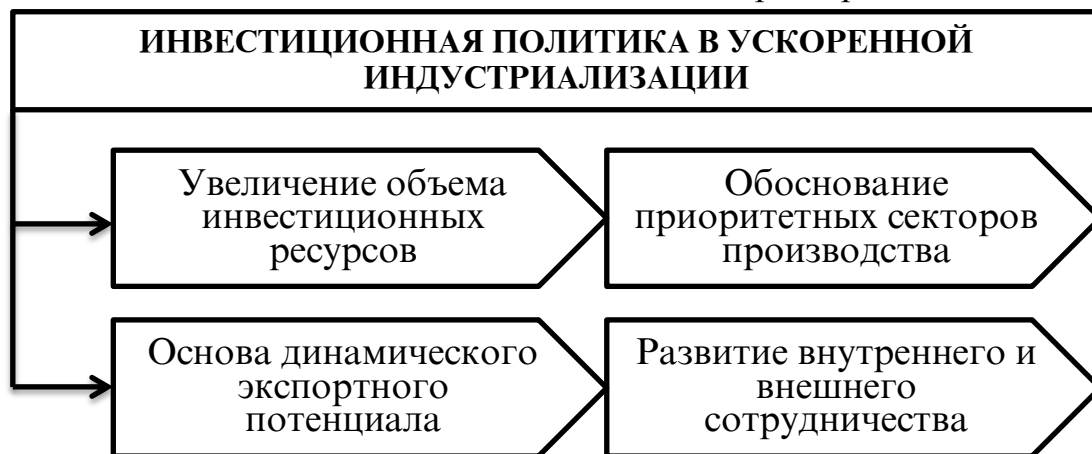 ИНВЕСТИЦИОННАЯ ПОЛИТИКА В УСКОРЕННОЙ
ИНДУСТРИАЛИЗАЦИИ
Увеличение объема
инвестиционных
ресурсов
Обоснование
приоритетных секторов
производства
Основа динамического
экспортного
потенциала
Развитие внутреннего и
внешнего
сотрудничества